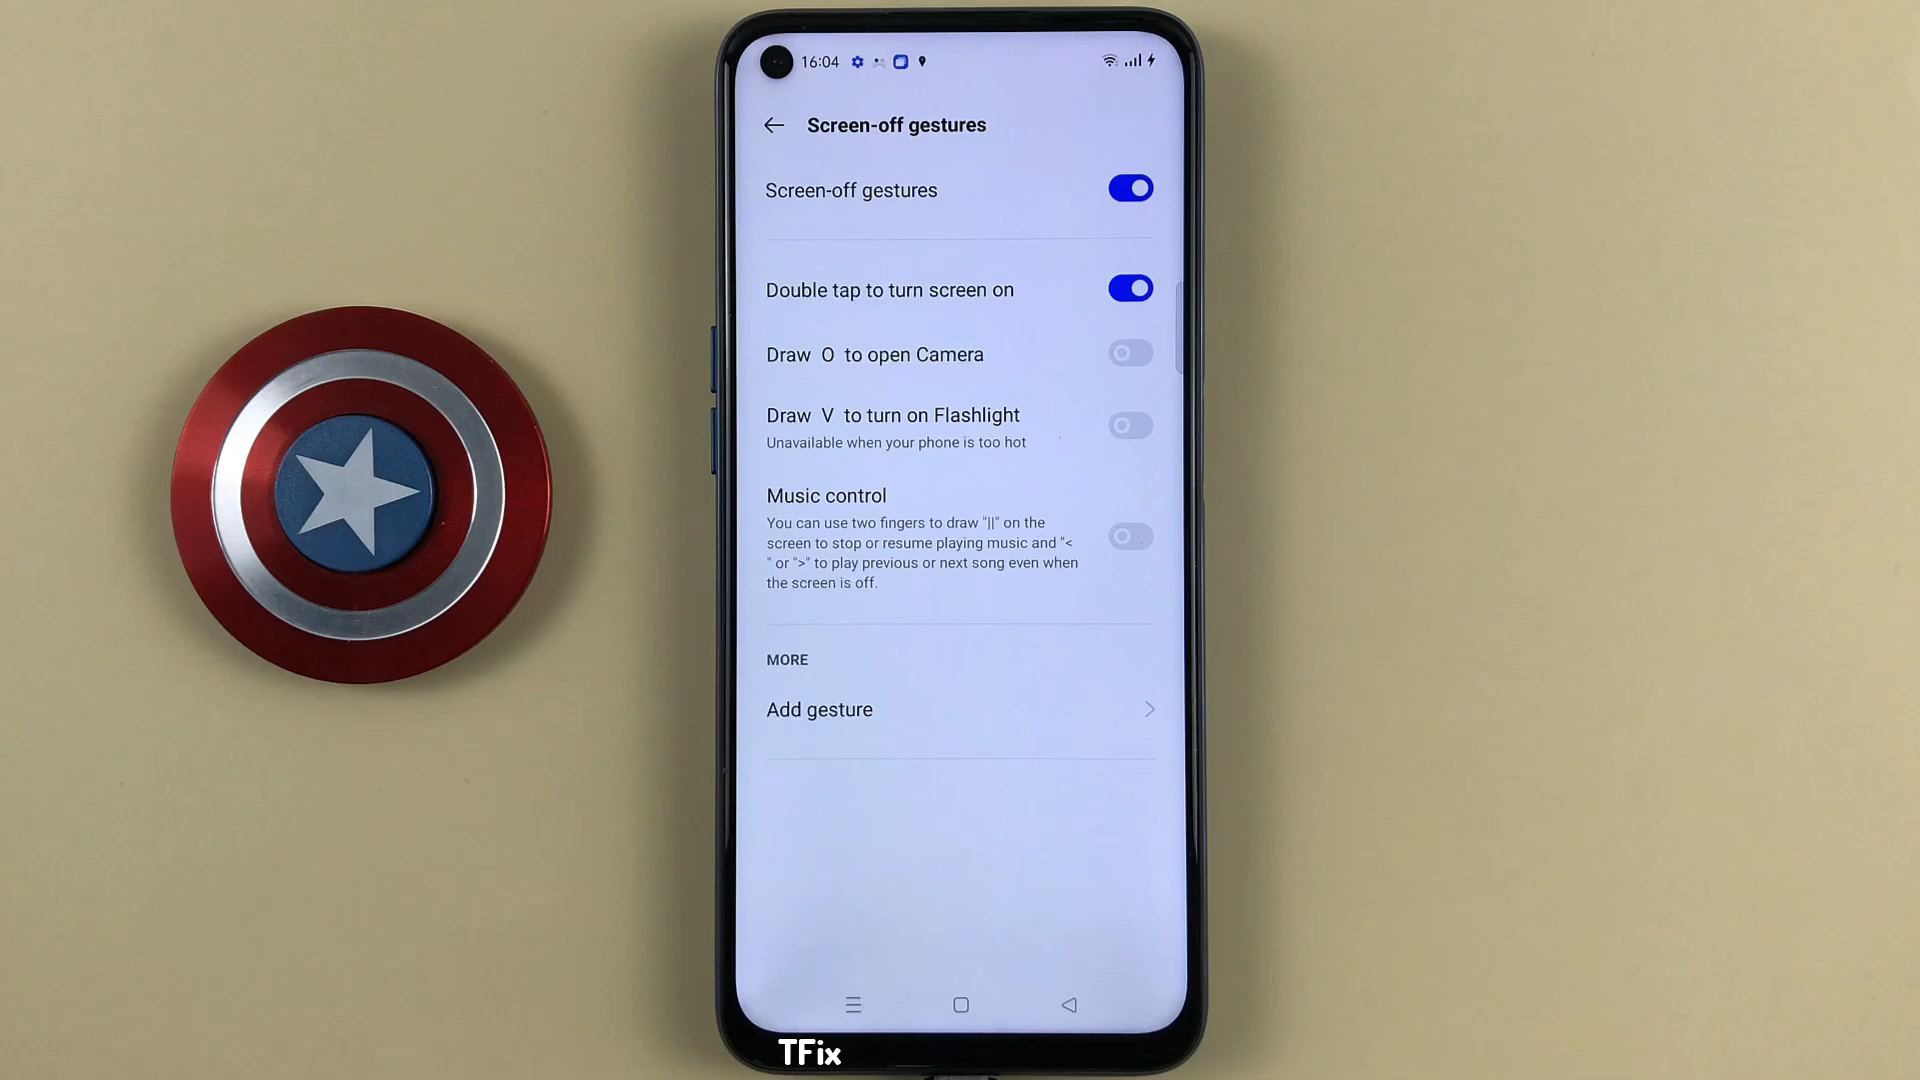 16:04
Screen-off gestures
Screen-off gestures
Double tap to turn screen on
Draw O to open Camera
Draw V to turn on Flashlight
Unavailable when your phone is too hot
Music control
You can use two fingers to draw "||" on the
screen to stop or resume playing music and "<
" or ">" to play previous or next song even when
the screen is off.
MORE
Add gesture
TFix